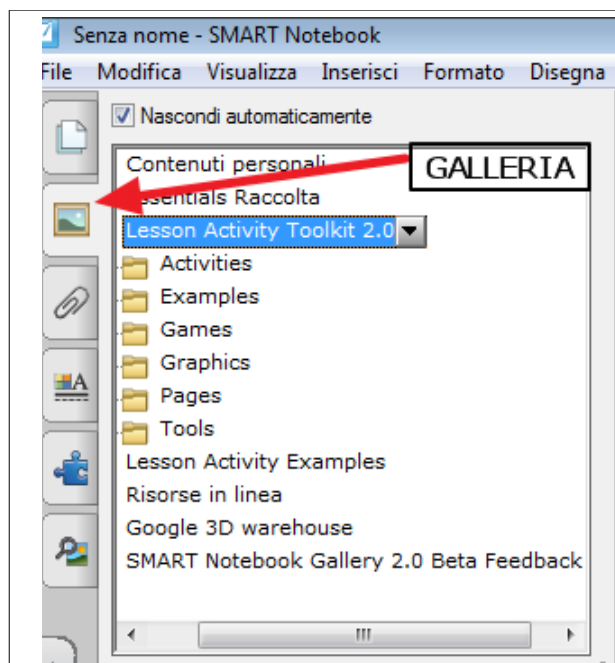 Senza nome - SMART Notebook
File Modifica Visualizza Inserisci Formato Disegna
Nascondi automaticamente
Contenuti personali
GALLERIA
Essentials Raccolta
Lesson Activity Toolkit 2.0
Activities
Examples
Games
Graphics
Pages
Tools
Lesson Activity Examples
Risorse in linea
Google 3D warehouse
SMART Notebook Gallery 2.0 Beta Feedback